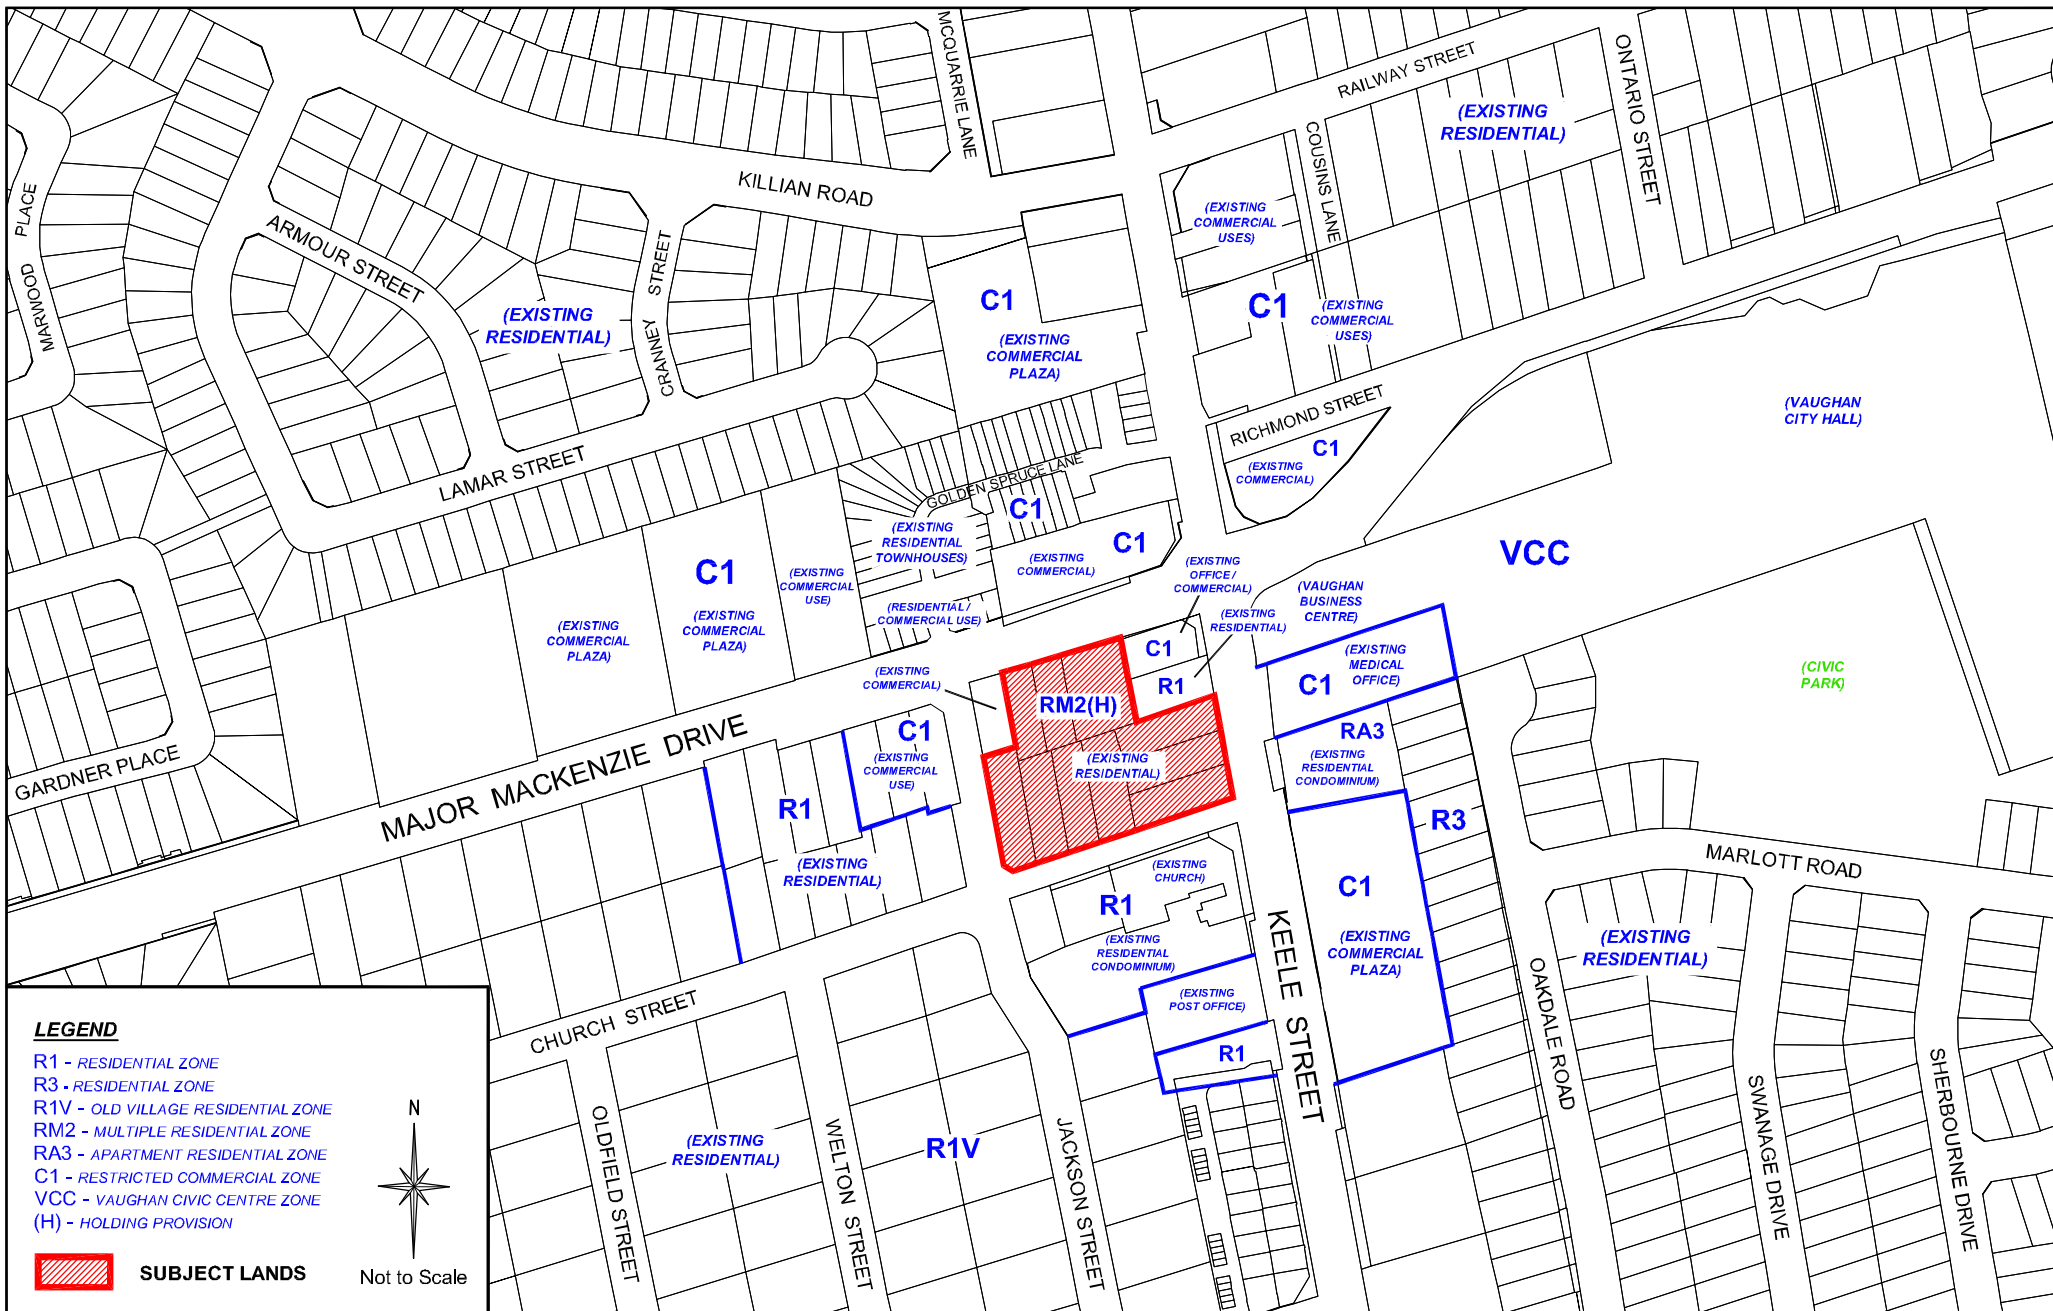 MCQUARRIE LANE
RAILWAY STREET
ONTARIO STREET
(EXISTING
RESIDENTIAL)
COUSINS LANE
KILLIAN ROAD
MARWOOD PLACE
ARMOUR STREET
CRANNEY STREET
(EXISTING
RESIDENTIAL)
(EXISTING
COMMERCIAL
USES)
C1
(EXISTING
COMMERCIAL
PLAZA)
C1
(EXISTING
COMMERCIAL
USES)
RICHMOND STREET
C1
(EXISTING
COMMERCIAL)
(VAUGHAN
CITY HALL)
LAMAR STREET
GOLDEN SPRUCE LANE
C1
(EXISTING
RESIDENTIAL
TOWNHOUSES)
C1
(EXISTING
COMMERCIAL)
VCC
C1
(EXISTING
COMMERCIAL
PLAZA)
(EXISTING
COMMERCIAL
USE)
(EXISTING
COMMERCIAL
PLAZA)
(RESIDENTIAL /
COMMERCIAL USE)
(EXISTING
OFFICE /
COMMERCIAL)
(EXISTING
RESIDENTIAL)
(VAUGHAN
BUSINESS
CENTRE)
C1
R1
(EXISTING
MEDICAL
OFFICE)
C1
(CIVIC
PARK)
(EXISTING
COMMERCIAL)
RM2(H)
(EXISTING
RESIDENTIAL)
RA3
(EXISTING
RESIDENTIAL
CONDOMINIUM)
R3
GARDNER PLACE
MAJOR MACKENZIE DRIVE
C1
(EXISTING
COMMERCIAL
USE)
R1
(EXISTING
RESIDENTIAL)
MARLOTT ROAD
(EXISTING
CHURCH)
R1
(EXISTING
RESIDENTIAL
CONDOMINIUM)
C1
(EXISTING
COMMERCIAL
PLAZA)
KEELE STREET
(EXISTING
RESIDENTIAL)
OAKDALE ROAD
(EXISTING
POST OFFICE)
R1
CHURCH STREET
OLDFIELD STREET
(EXISTING
RESIDENTIAL)
WELTON STREET
R1V
JACKSON STREET
SWANAGE DRIVE
SHERBOURNE DRIVE
LEGEND
R1 - RESIDENTIAL ZONE
R3 - RESIDENTIAL ZONE
R1V - OLD VILLAGE RESIDENTIAL ZONE
RM2 - MULTIPLE RESIDENTIAL ZONE
RA3 - APARTMENT RESIDENTIAL ZONE
C1 - RESTRICTED COMMERCIAL ZONE
VCC - VAUGHAN CIVIC CENTRE ZONE
(H) - HOLDING PROVISION
SUBJECT LANDS
N
Not to Scale